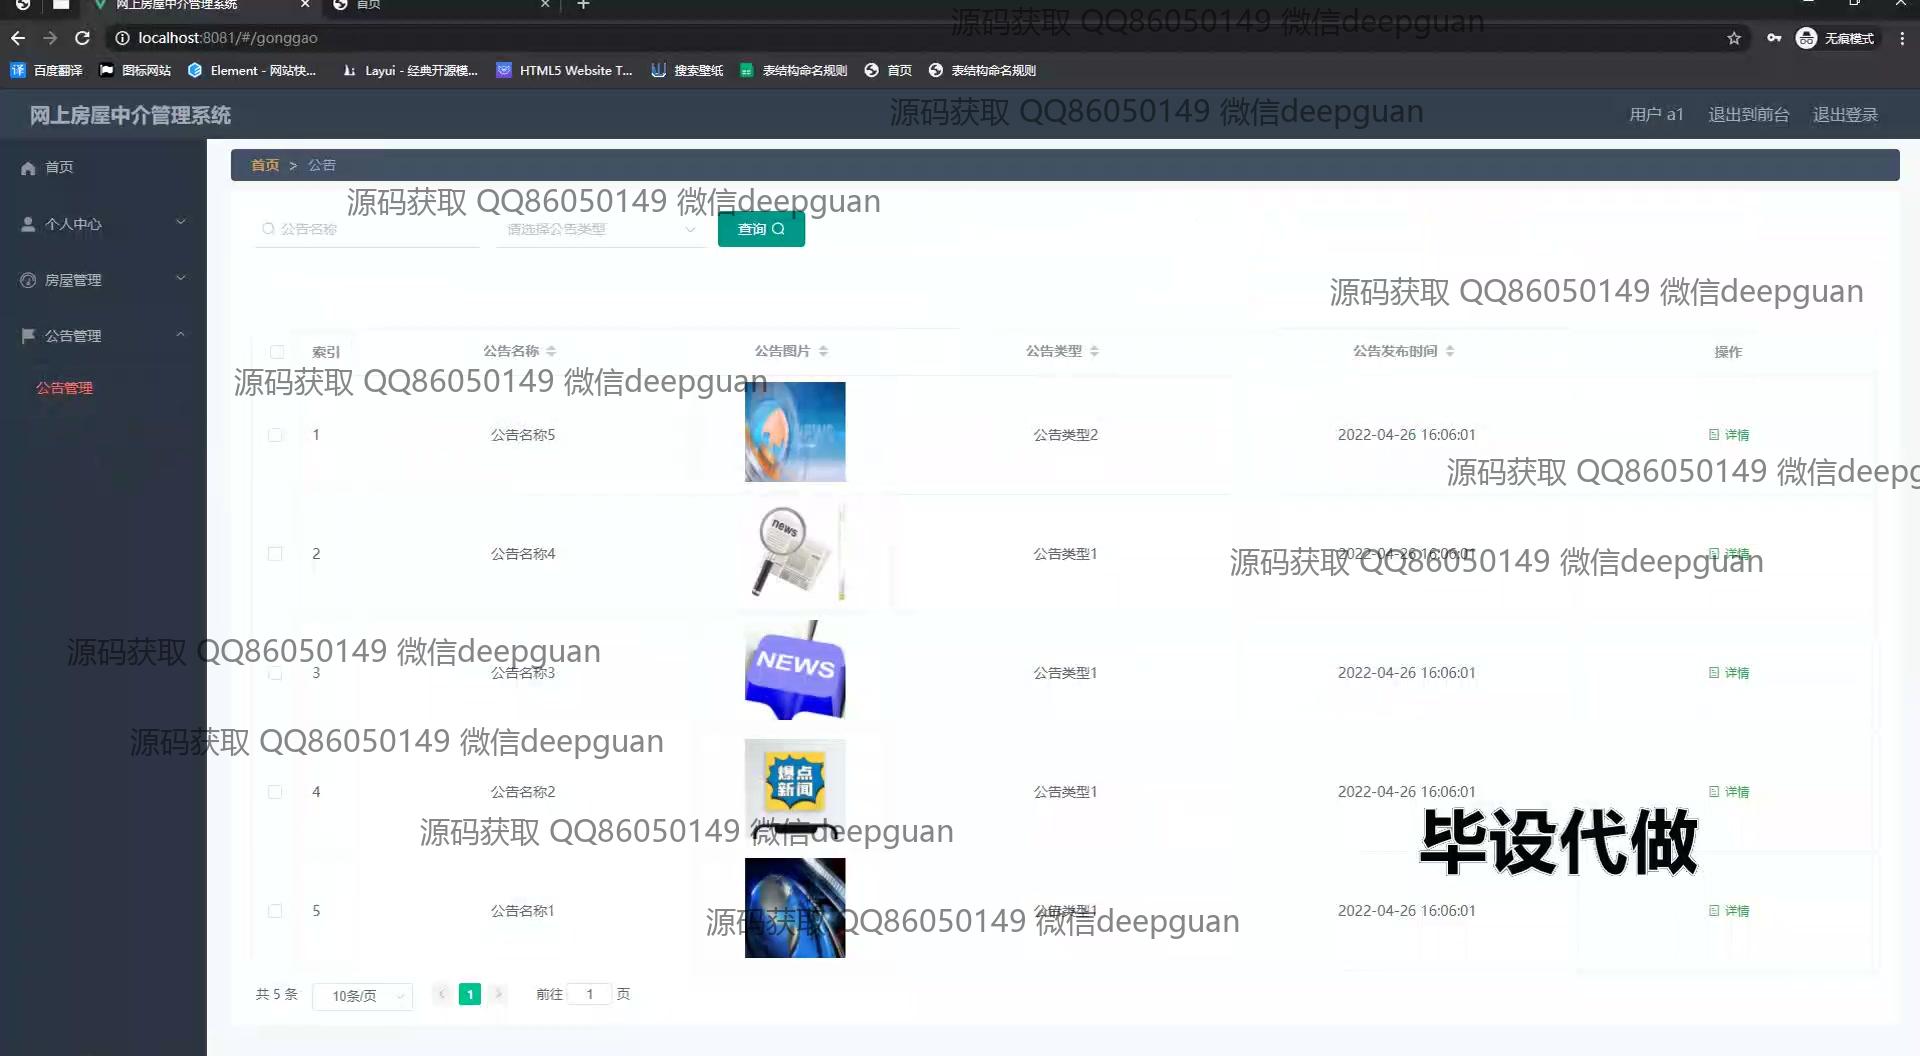 网上房屋中介管理系统
首页
源码获取 QQ86050149 微信deepguan
localhost:8081/#/gonggao
无痕模式
百度翻译
图标网站
Element - 网站快...
Layui - 经典开源模...
HTML5 Website T...
搜索壁纸
表结构命名规则
首页
表结构命名规则
网上房屋中介管理系统
源码获取 QQ86050149 微信deepguan
用户 a1
退出到前台
退出登录
首页
个人中心
房屋管理
公告管理
公告管理
首页 > 公告
源码获取 QQ86050149 微信deepguan
公告名称
请选择公告类型
查询
源码获取 QQ86050149 微信deepguan
索引 公告名称 公告图片 公告类型 公告发布时间 操作
源码获取 QQ86050149 微信deepguan
1 公告名称5 NEWS 公告类型2 2022-04-26 16:06:01 详情
源码获取 QQ86050149 微信deepg
2 公告名称4 news 公告类型1 2022-04-26 16:06:01 详情
源码获取 QQ86050149 微信deepguan
源码获取 QQ86050149 微信deepguan
3 公告名称3 NEWS 公告类型1 2022-04-26 16:06:01 详情
源码获取 QQ86050149 微信deepguan
4 公告名称2 爆点新闻 公告类型1 2022-04-26 16:06:01 详情
源码获取 QQ86050149 微信deepguan
毕设代做
5 公告名称1 公告类型1 2022-04-26 16:06:01 详情
源码获取 QQ86050149 微信deepguan
共 5 条 10条/页 1 前往 1 页